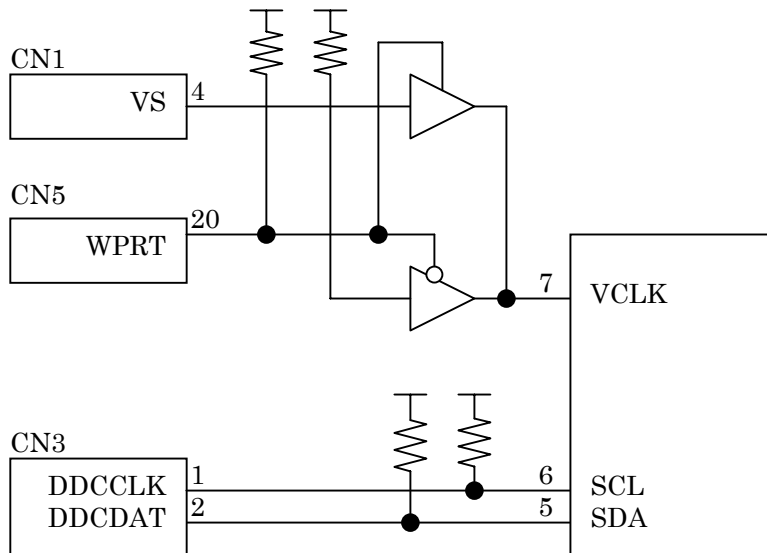 CN1
VS 4
CN5
WPRT 20
7 VCLK
CN3
DDCCLK 1 6 SCL
DDCDAT 2 5 SDA